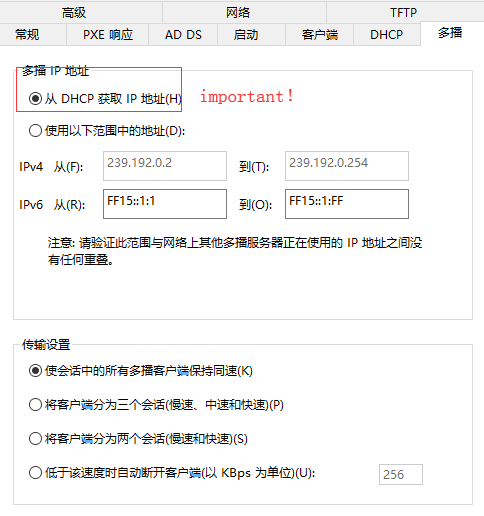 高级 网络 TFTP
常规 PXE 响应 AD DS 启动 客户端 DHCP 多播
多播 IP 地址
从 DHCP 获取 IP 地址(H) important!
使用以下范围中的地址(D):
IPv4 从(F): 239.192.0.2 到(T): 239.192.0.254
IPv6 从(R): FF15::1:1 到(O): FF15::1:FF
注意: 请验证此范围与网络上其他多播服务器正在使用的 IP 地址之间没
有任何重叠。
传输设置
使会话中的所有多播客户端保持同速(K)
将客户端分为三个会话(慢速、中速和快速)(P)
将客户端分为两个会话(慢速和快速)(S)
低于该速度时自动断开客户端(以 KBps 为单位)(U): 256